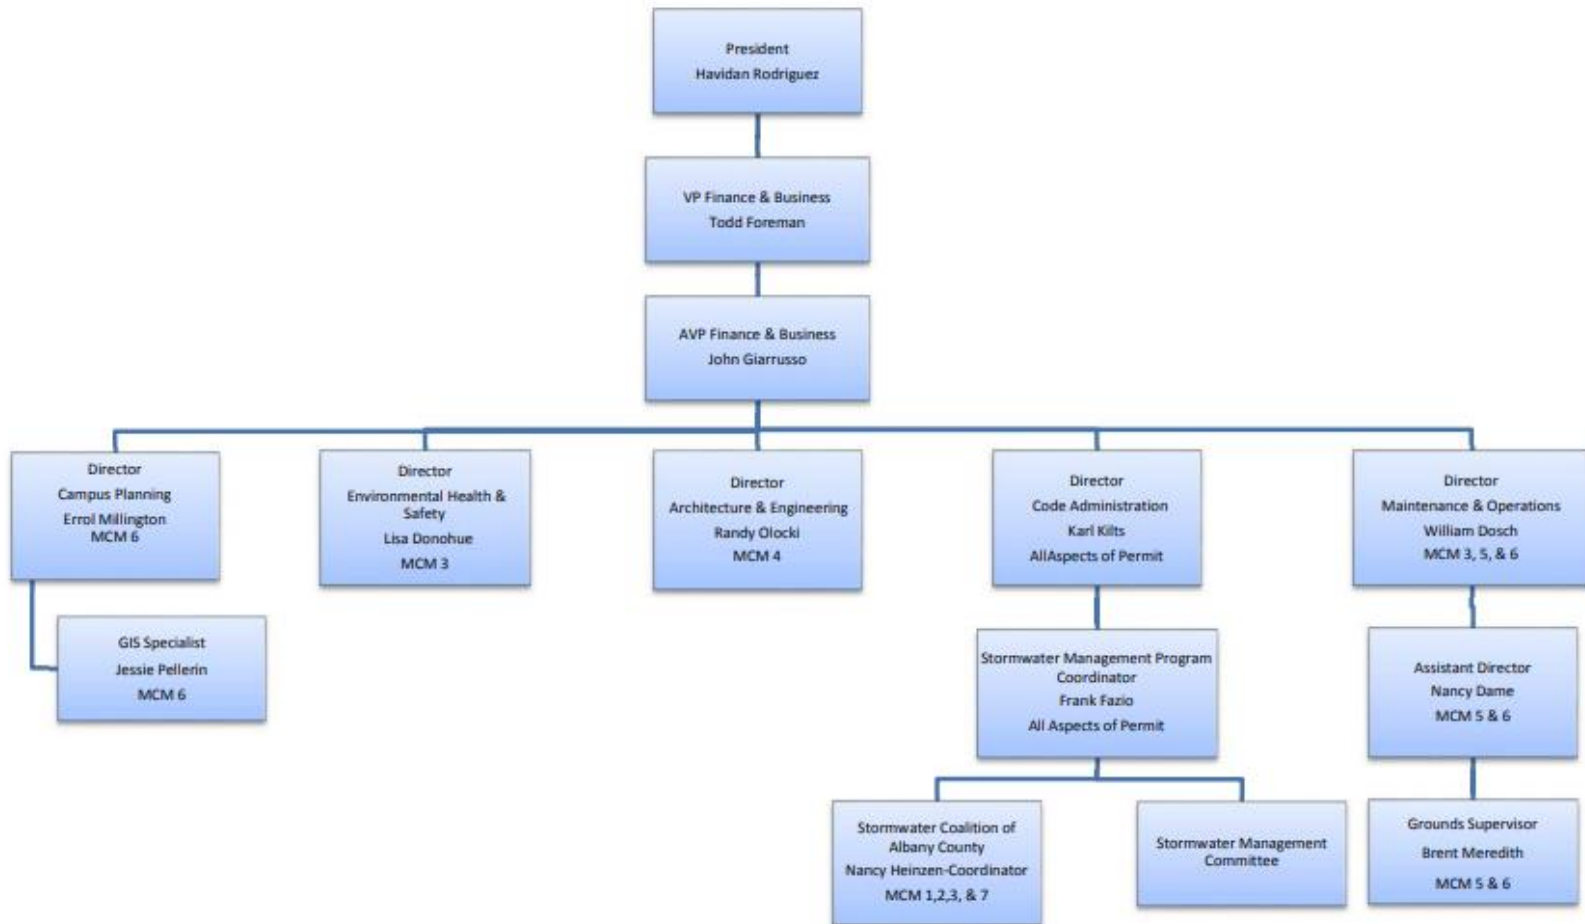 President
Havidan Rodriguez
VP Finance & Business
Todd Foreman
AVP Finance & Business
John Giarrusso
Director
Campus Planning
Errol Millington
MCM 6
Director
Environmental Health &
Safety
Lisa Donohue
MCM 3
Director
Architecture & Engineering
Randy Olocki
MCM 4
Director
Code Administration
Karl Kilts
AllAspects of Permit
Director
Maintenance & Operations
William Dosch
MCM 3, 5, & 6
GIS Specialist
Jessie Pellerin
MCM 6
Stormwater Management Program
Coordinator
Frank Fazio
All Aspects of Permit
Assistant Director
Nancy Dame
MCM 5 & 6
Stormwater Coalition of
Albany County
Nancy Heinzen-Coordinator
MCM 1,2,3, & 7
Stormwater Management
Committee
Grounds Supervisor
Brent Meredith
MCM 5 & 6